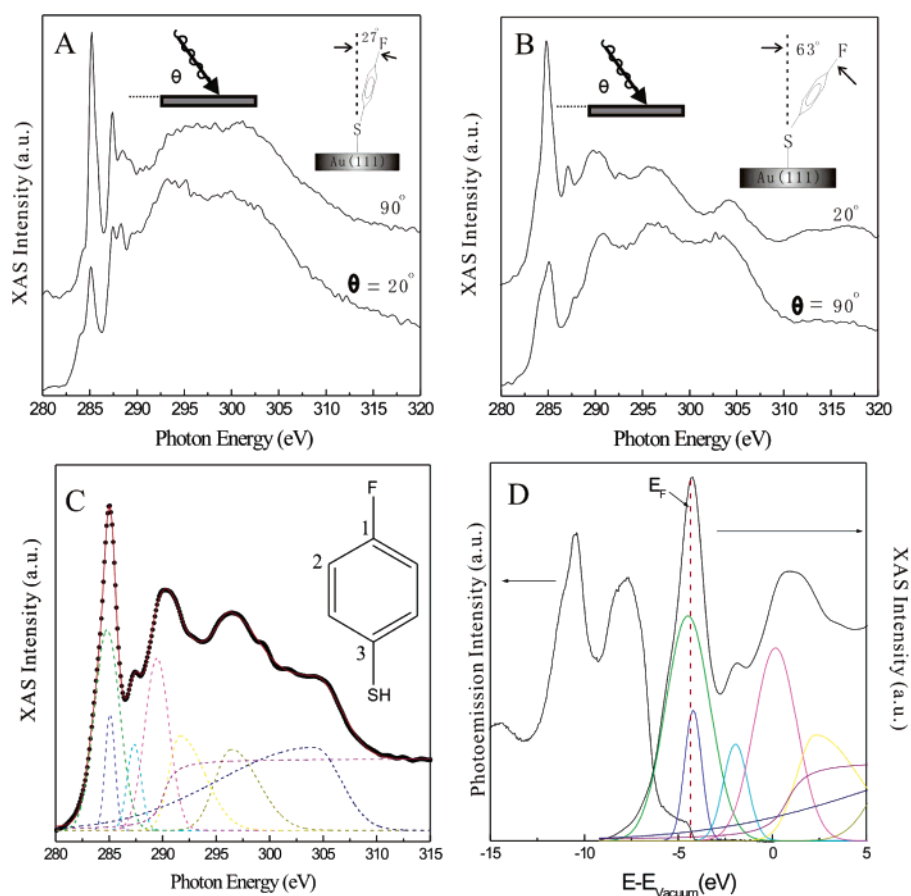 A
B
XAS Intensity (a.u.)
θ
27°
F
S
Au(111)
90°
θ = 20°
280 285 290 295 300 305 310 315 320
Photon Energy (eV)
XAS Intensity (a.u.)
θ
63°
F
S
Au(111)
20°
θ = 90°
280 285 290 295 300 305 310 315 320
Photon Energy (eV)
C
XAS Intensity (a.u.)
F
1
2
3
SH
280 285 290 295 300 305 310 315
Photon Energy (eV)
D
E_F
Photoemission Intensity (a.u.)
XAS Intensity (a.u.)
-15 -10 -5 0 5
E-E_Vacuum(eV)